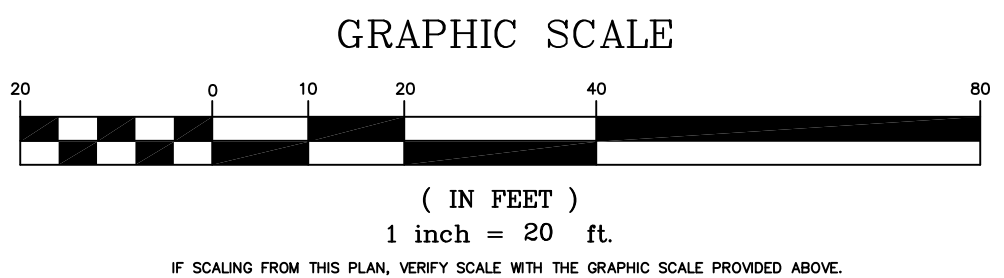 GRAPHIC SCALE
20 0 10 20 40 80
( IN FEET )
1 inch = 20 ft.
IF SCALING FROM THIS PLAN, VERIFY SCALE WITH THE GRAPHIC SCALE PROVIDED ABOVE.